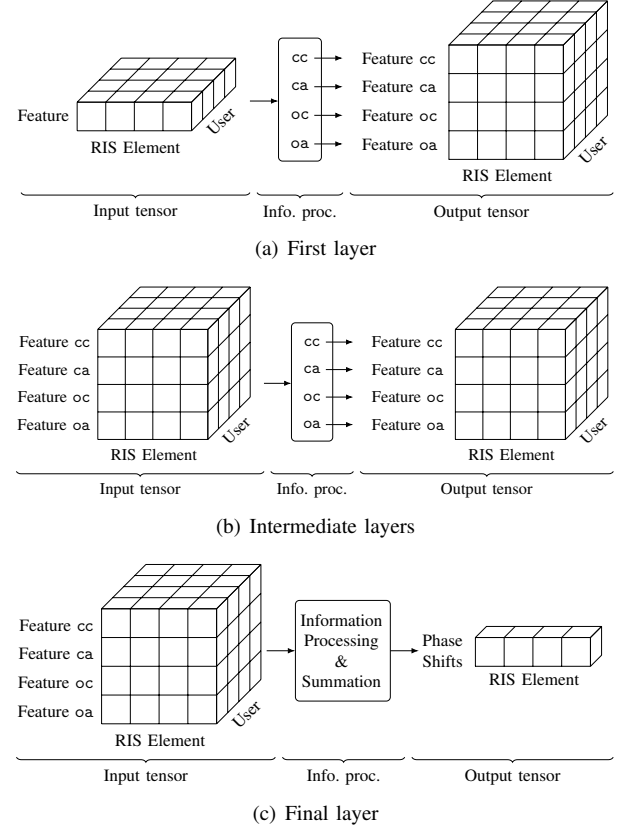 Feature
RIS Element
User
cc
ca
oc
oa
Feature cc
Feature ca
Feature oc
Feature oa
RIS Element
User
Input tensor
Info. proc.
Output tensor
(a) First layer
Feature cc
Feature ca
Feature oc
Feature oa
RIS Element
User
cc
ca
oc
oa
Feature cc
Feature ca
Feature oc
Feature oa
RIS Element
User
Input tensor
Info. proc.
Output tensor
(b) Intermediate layers
Feature cc
Feature ca
Feature oc
Feature oa
RIS Element
User
Information
Processing
&
Summation
Phase
Shifts
RIS Element
Input tensor
Info. proc.
Output tensor
(c) Final layer